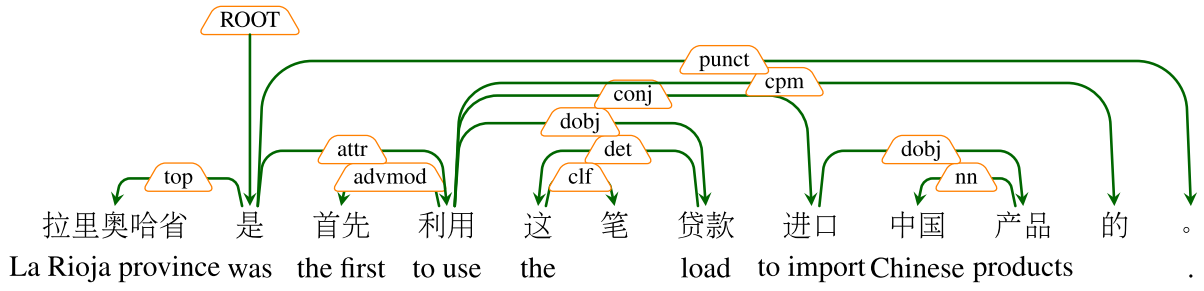 ROOT
punct
cpm
conj
dobj
attr det dobj
top advmod clf nn
拉里奥哈省 是 首先 利用 这 笔 贷款 进口 中国 产品 的 。
La Rioja province was the first to use the load to import Chinese products .